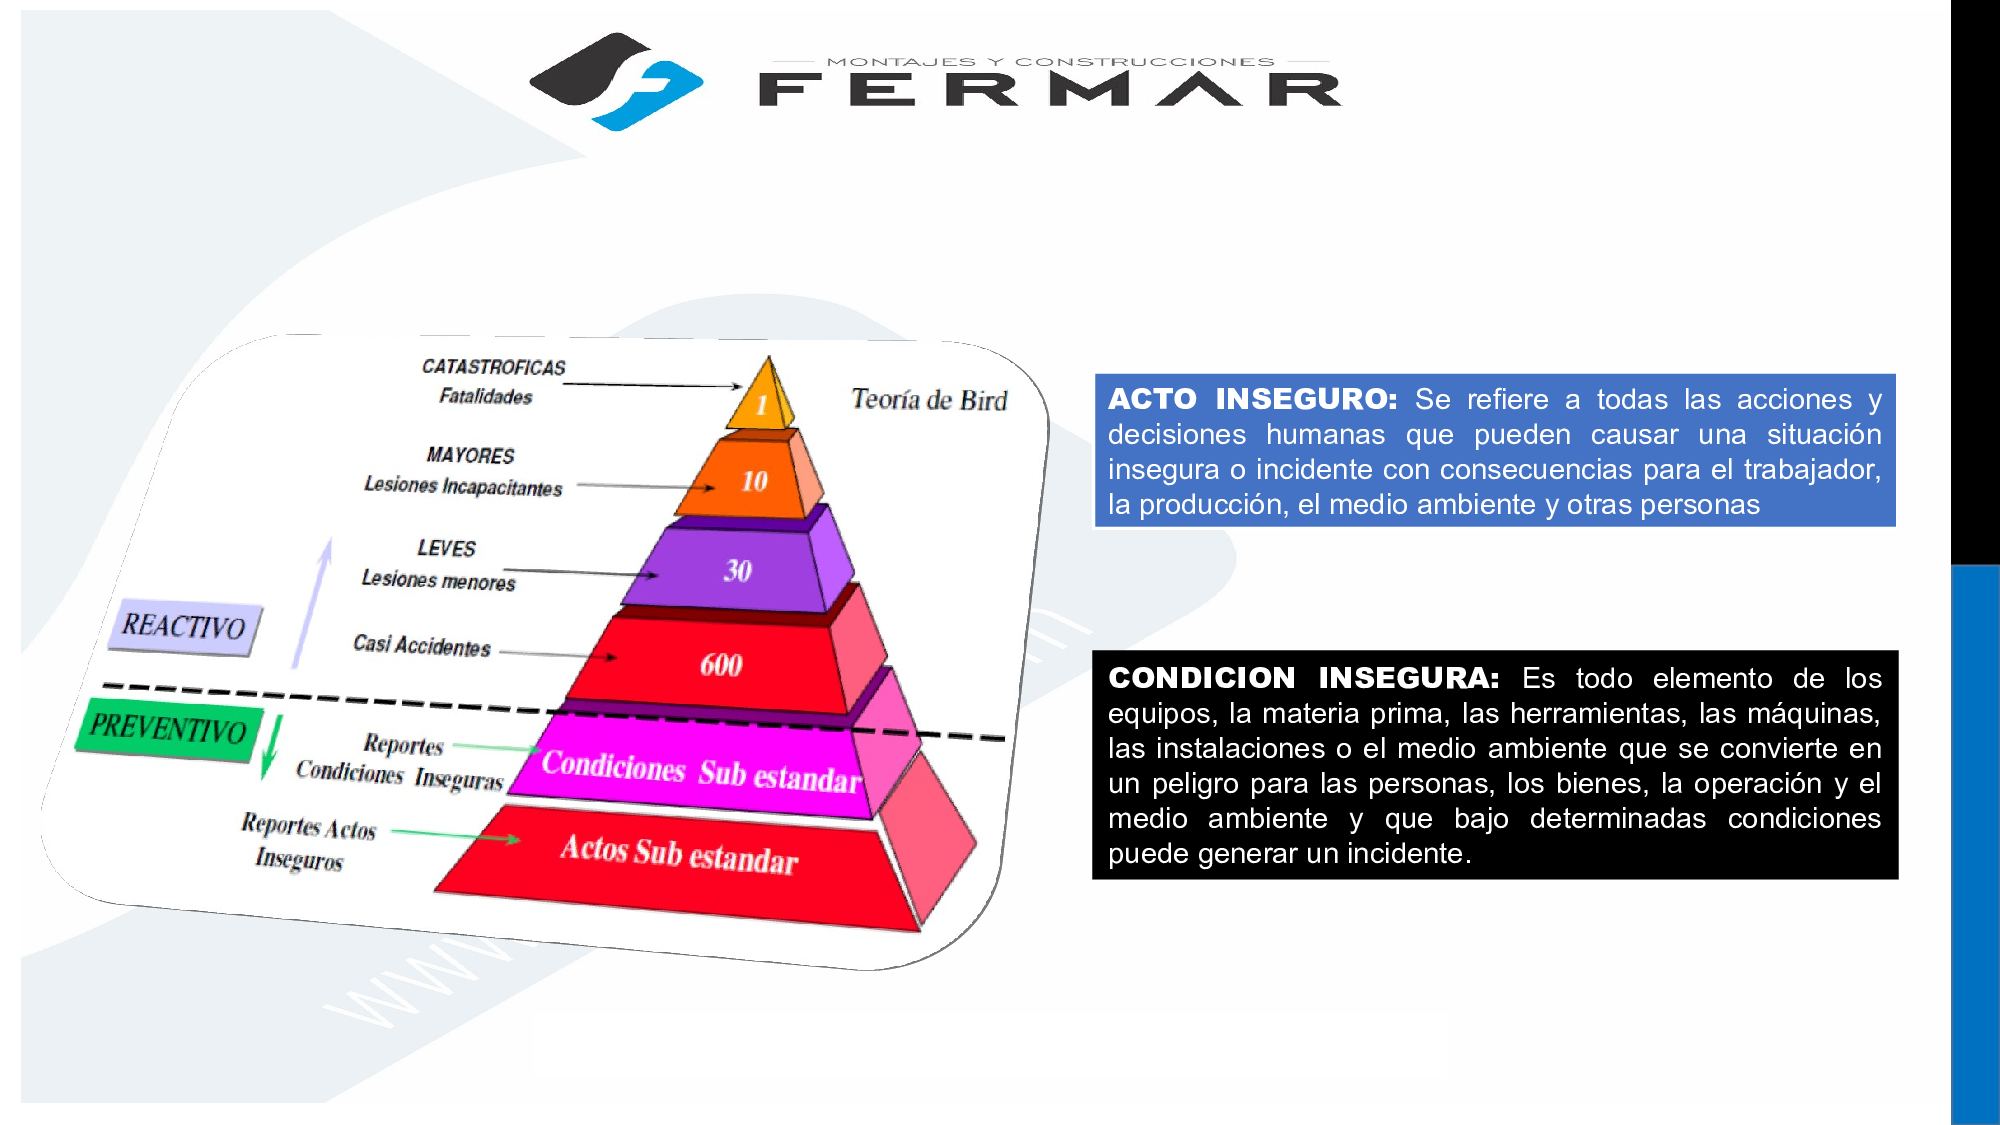 MONTAJES Y CONSTRUCCIONES
FERMAR
Teoría de Bird
CATASTROFICAS
Fatalidades
1
MAYORES
Lesiones Incapacitantes
10
LEVES
Lesiones menores
30
REACTIVO
Casi Accidentes
600
PREVENTIVO
Reportes
Condiciones Inseguras
Condiciones Sub estandar
Reportes Actos
Inseguros
Actos Sub estandar
ACTO INSEGURO: Se refiere a todas las acciones y
decisiones humanas que pueden causar una situación
insegura o incidente con consecuencias para el trabajador,
la producción, el medio ambiente y otras personas
CONDICION INSEGURA: Es todo elemento de los
equipos, la materia prima, las herramientas, las máquinas,
las instalaciones o el medio ambiente que se convierte en
un peligro para las personas, los bienes, la operación y el
medio ambiente y que bajo determinadas condiciones
puede generar un incidente.